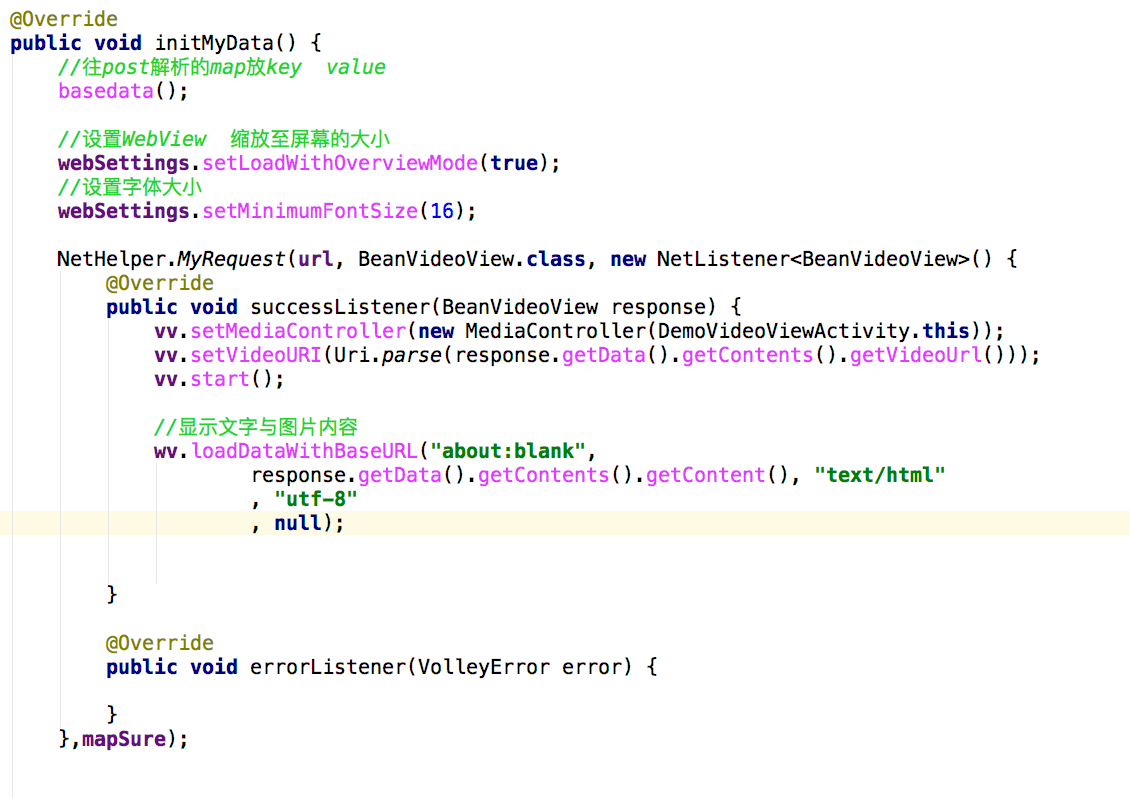 @Override
public void initMyData() {
//往post解析的map放key  value
basedata();
//设置WebView  缩放至屏幕的大小
webSettings.setLoadWithOverviewMode(true);
//设置字体大小
webSettings.setMinimumFontSize(16);
NetHelper.MyRequest(url, BeanVideoView.class, new NetListener<BeanVideoView>() {
@Override
public void successListener(BeanVideoView response) {
vv.setMediaController(new MediaController(DemoVideoViewActivity.this));
vv.setVideoURI(Uri.parse(response.getData().getContents().getVideoUrl()));
vv.start();
//显示文字与图片内容
wv.loadDataWithBaseURL("about:blank",
response.getData().getContents().getContent(), "text/html"
, "utf-8"
, null);
}
@Override
public void errorListener(VolleyError error) {
}
},mapSure);